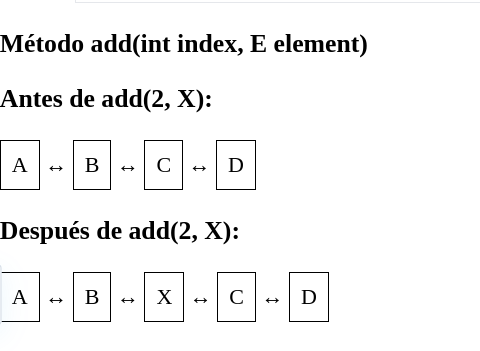 Método add(int index, E element)
Antes de add(2, X):
A ↔ B ↔ C ↔ D
Después de add(2, X):
A ↔ B ↔ X ↔ C ↔ D